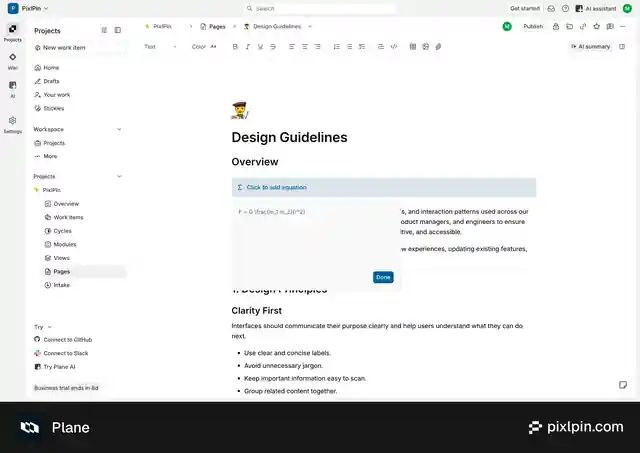 PixlPin
Search
Get started
AI assistant
M
Projects
Wiki
AI
Settings
Projects
New work item
Home
Drafts
Your work
Stickies
Workspace
Projects
More
Projects
PixlPin
Overview
Work items
Cycles
Modules
Views
Pages
Intake
Try
Connect to GitHub
Connect to Slack
Try Plane AI
Business trial ends in 8d
PixlPin > Pages > Design Guidelines
M
Publish
Text
Color Aa
B I U S
AI summary
Design Guidelines
Overview
Click to add equation
F = G \frac{m_1 m_2}{r^2}
Done
, and interaction patterns used across our
product managers, and engineers to ensure
itive, and accessible.
w experiences, updating existing features,
1. Design Principles
Clarity First
Interfaces should communicate their purpose clearly and help users understand what they can do
next.
• Use clear and concise labels.
• Avoid unnecessary jargon.
• Keep important information easy to scan.
• Group related content together.
Plane
pixlpin.com